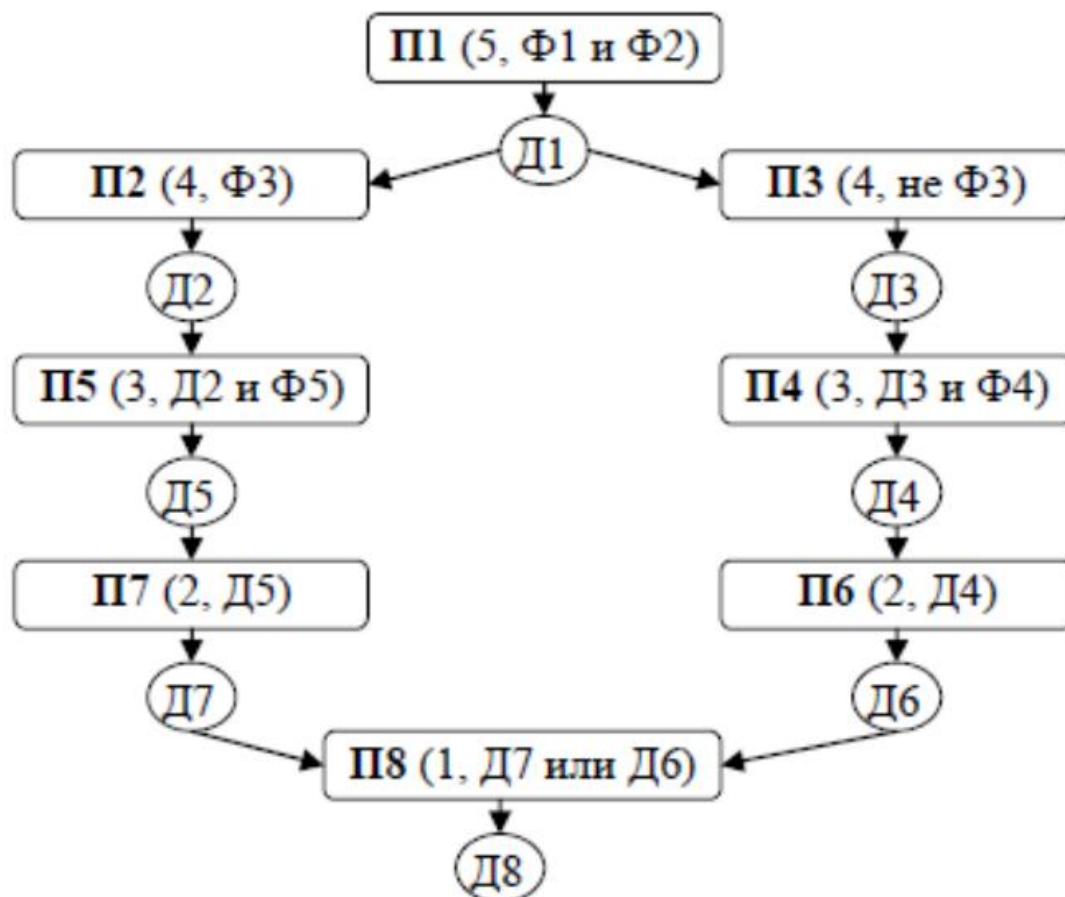 П1 (5, Ф1 и Ф2)
Д1
П2 (4, Ф3)
П3 (4, не Ф3)
Д2
Д3
П5 (3, Д2 и Ф5)
П4 (3, Д3 и Ф4)
Д5
Д4
П7 (2, Д5)
П6 (2, Д4)
Д7
Д6
П8 (1, Д7 или Д6)
Д8